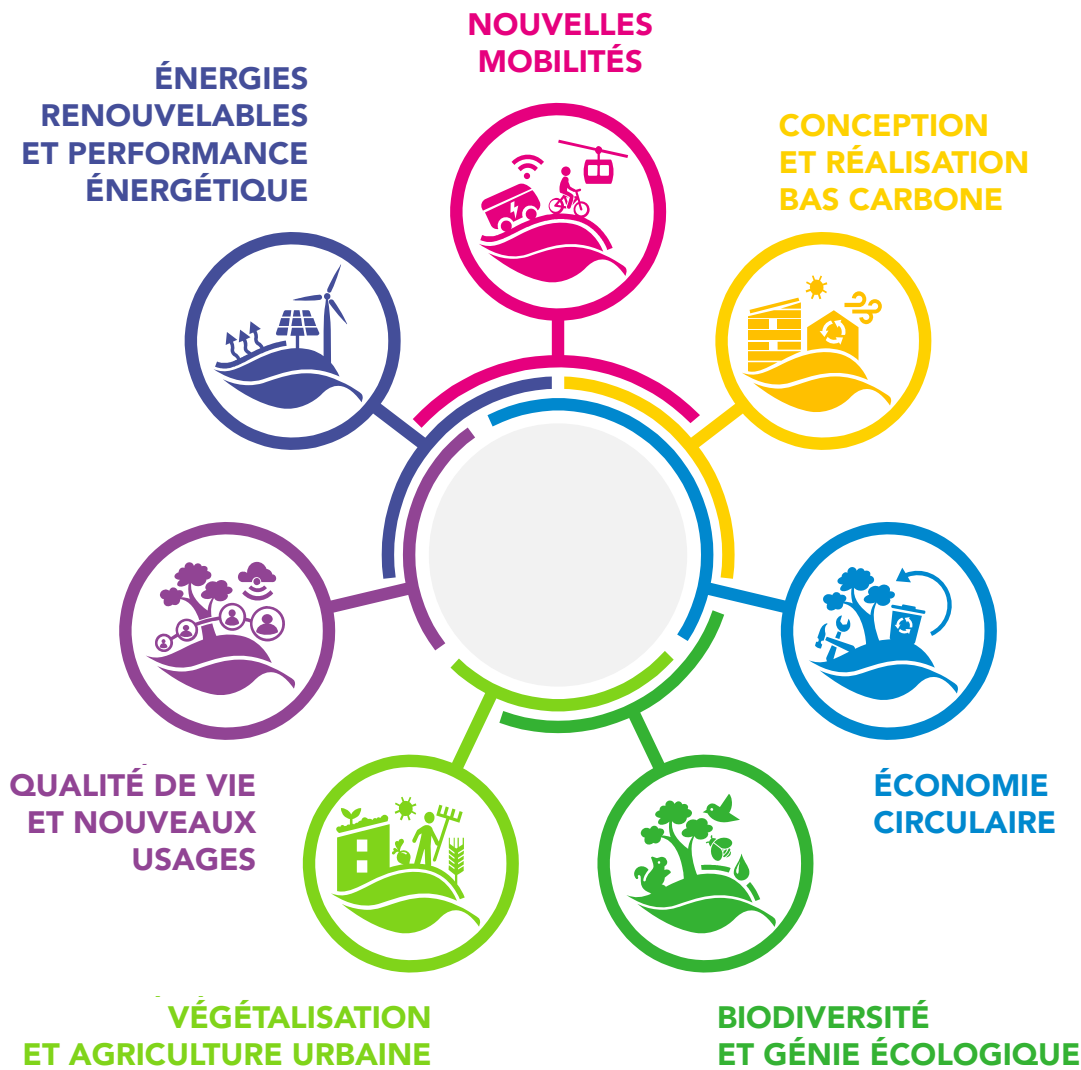 NOUVELLES
MOBILITÉS
ÉNERGIES
RENOUVELABLES
ET PERFORMANCE
ÉNERGÉTIQUE
CONCEPTION
ET RÉALISATION
BAS CARBONE
QUALITÉ DE VIE
ET NOUVEAUX
USAGES
ÉCONOMIE
CIRCULAIRE
VÉGÉTALISATION
ET AGRICULTURE URBAINE
BIODIVERSITÉ
ET GÉNIE ÉCOLOGIQUE